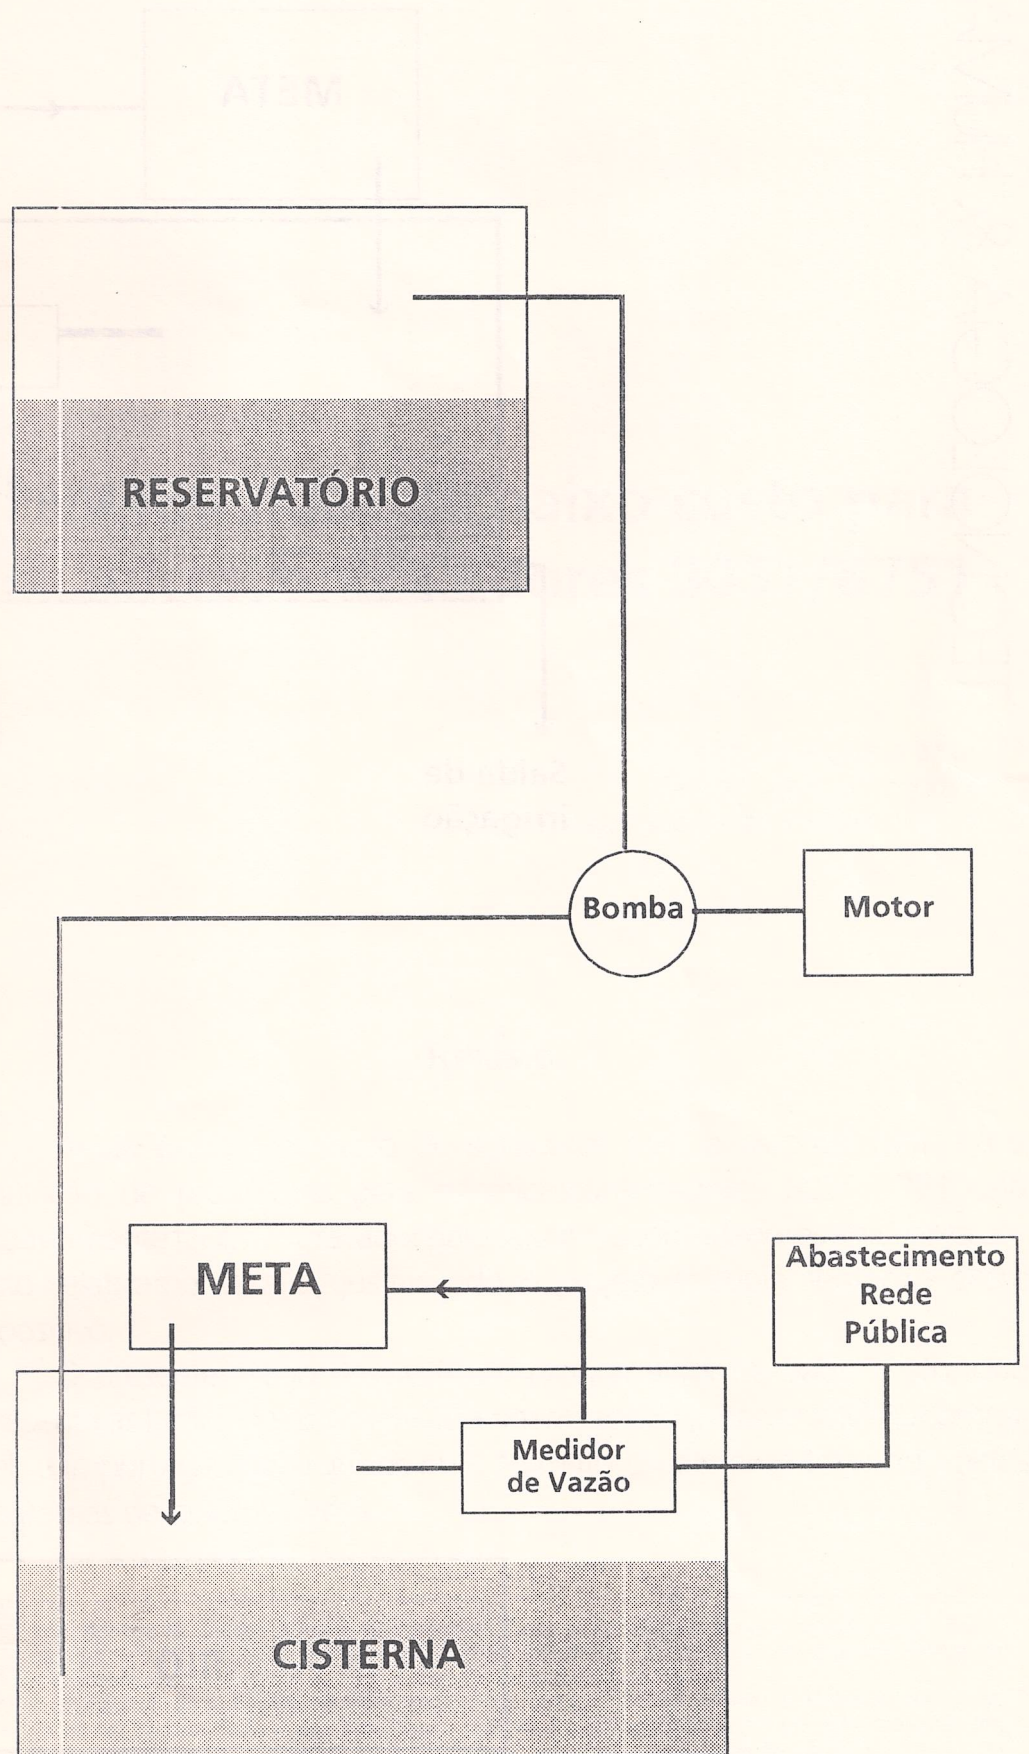 RESERVATÓRIO
Bomba
Motor
META
Abastecimento
Rede
Pública
Medidor
de Vazão
CISTERNA